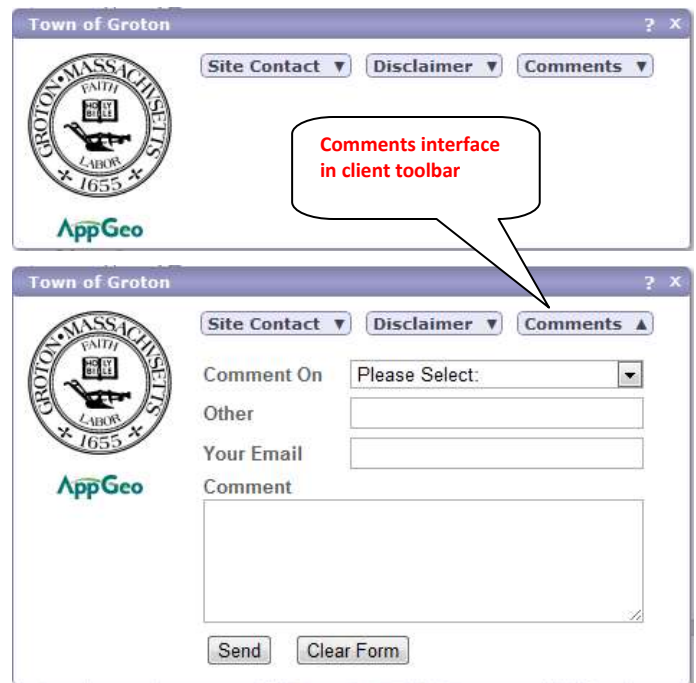 Town of Groton ? X
Site Contact ▼ Disclaimer ▼ Comments ▼
GROTON MASSACHVSETTS
FAITH
HOLY BIBLE
LABOR
1655
AppGeo
Comments interface
in client toolbar
Town of Groton ? X
Site Contact ▼ Disclaimer ▼ Comments ▲
GROTON MASSACHVSETTS
FAITH
HOLY BIBLE
LABOR
1655
AppGeo
Comment On Please Select:
Other
Your Email
Comment
Send Clear Form